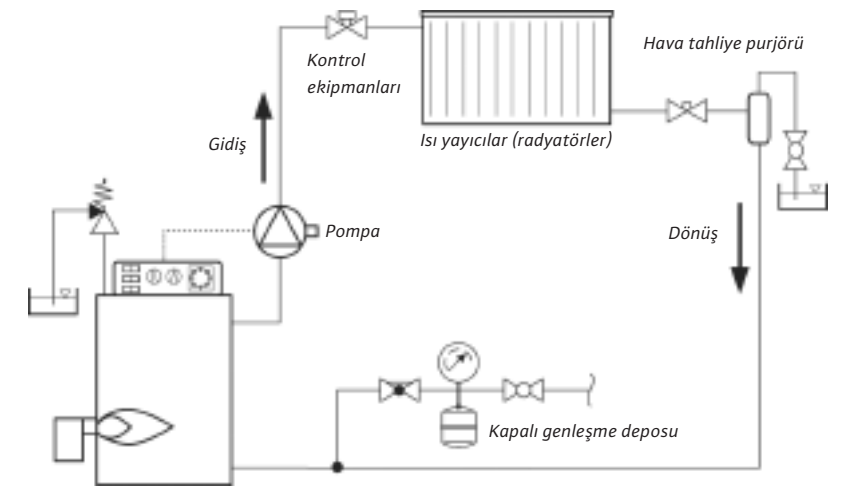 Hava tahliye purjörü
Kontrol
ekipmanları
Isı yayıcılar (radyatörler)
Gidiş
Pompa
Dönüş
Kapalı genleşme deposu